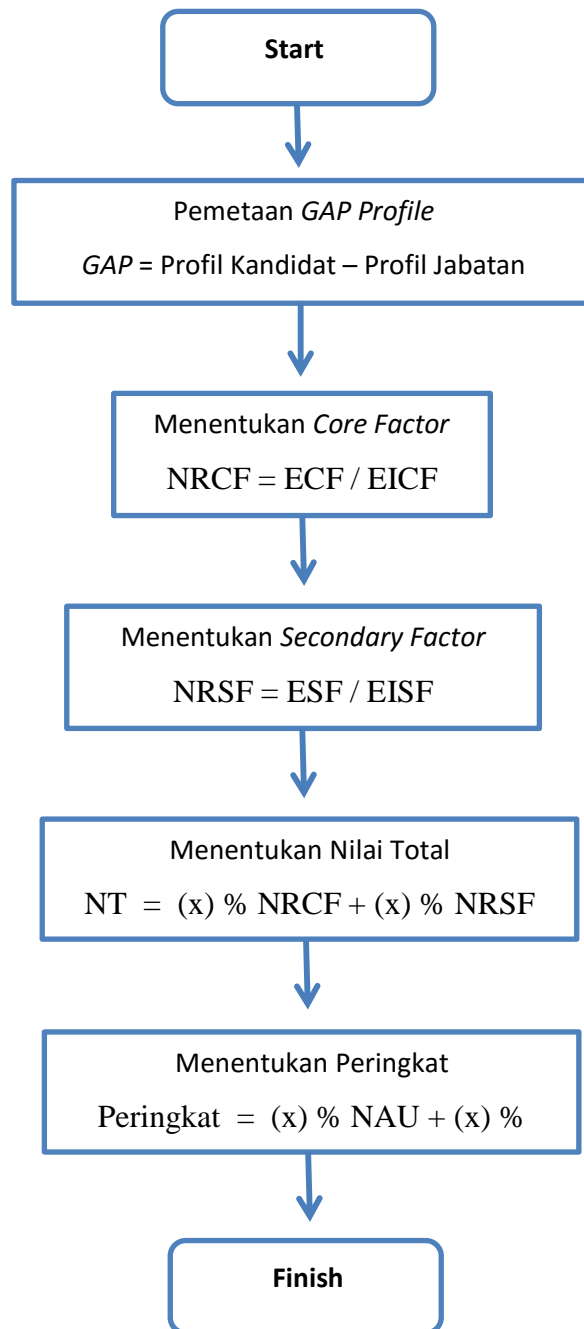 Start
Pemetaan GAP Profile
GAP = Profil Kandidat – Profil Jabatan
Menentukan Core Factor
NRCF = ECF / EICF
Menentukan Secondary Factor
NRSF = ESF / EISF
Menentukan Nilai Total
NT = (x) % NRCF + (x) % NRSF
Menentukan Peringkat
Peringkat = (x) % NAU + (x) %
Finish